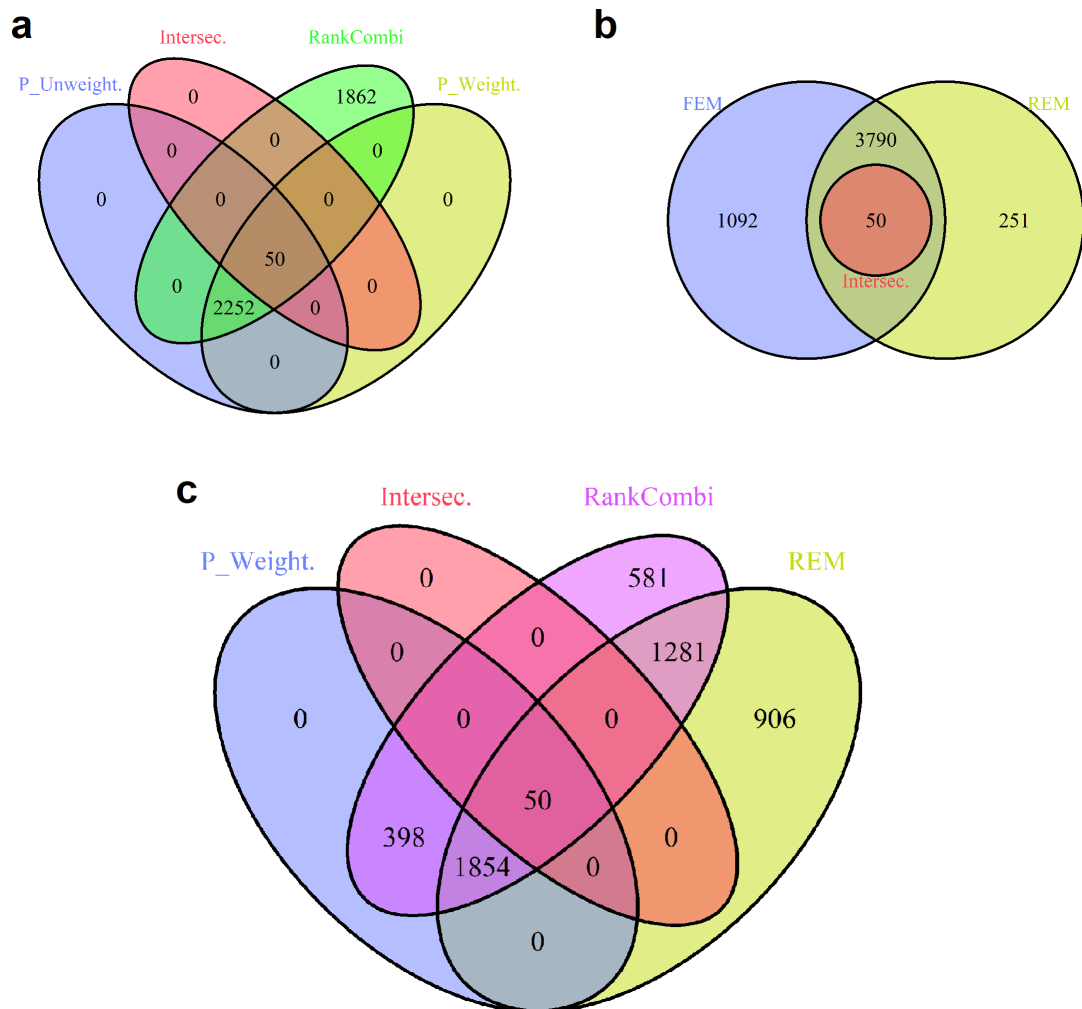 a
Intersec.
RankCombi
P_Unweight.
P_Weight.
0
1862
0
0
0
0
0
0
0
50
0
0
2252
0
0
b
FEM
REM
3790
1092
50
251
Intersec.
c
Intersec.
RankCombi
P_Weight.
REM
0
581
0
0
1281
0
0
0
906
50
398
0
1854
0
0